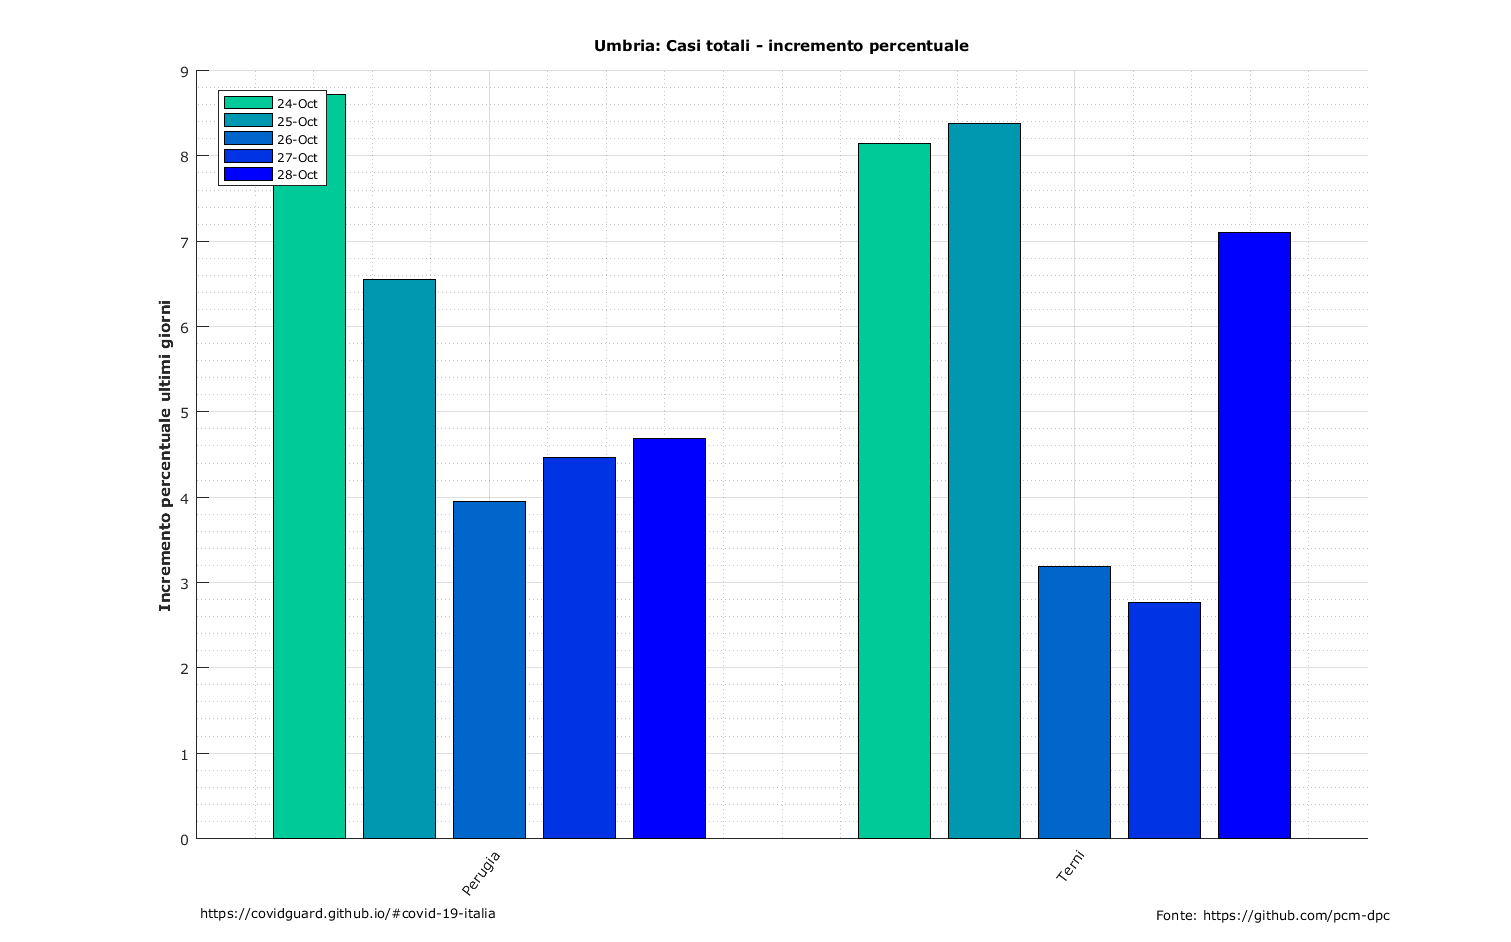 Umbria: Casi totali - incremento percentuale
9
8
7
6
5
4
3
2
1
0
Incremento percentuale ultimi giorni
24-Oct
25-Oct
26-Oct
27-Oct
28-Oct
Perugia
Terni
https://covidguard.github.io/#covid-19-italia
Fonte: https://github.com/pcm-dpc